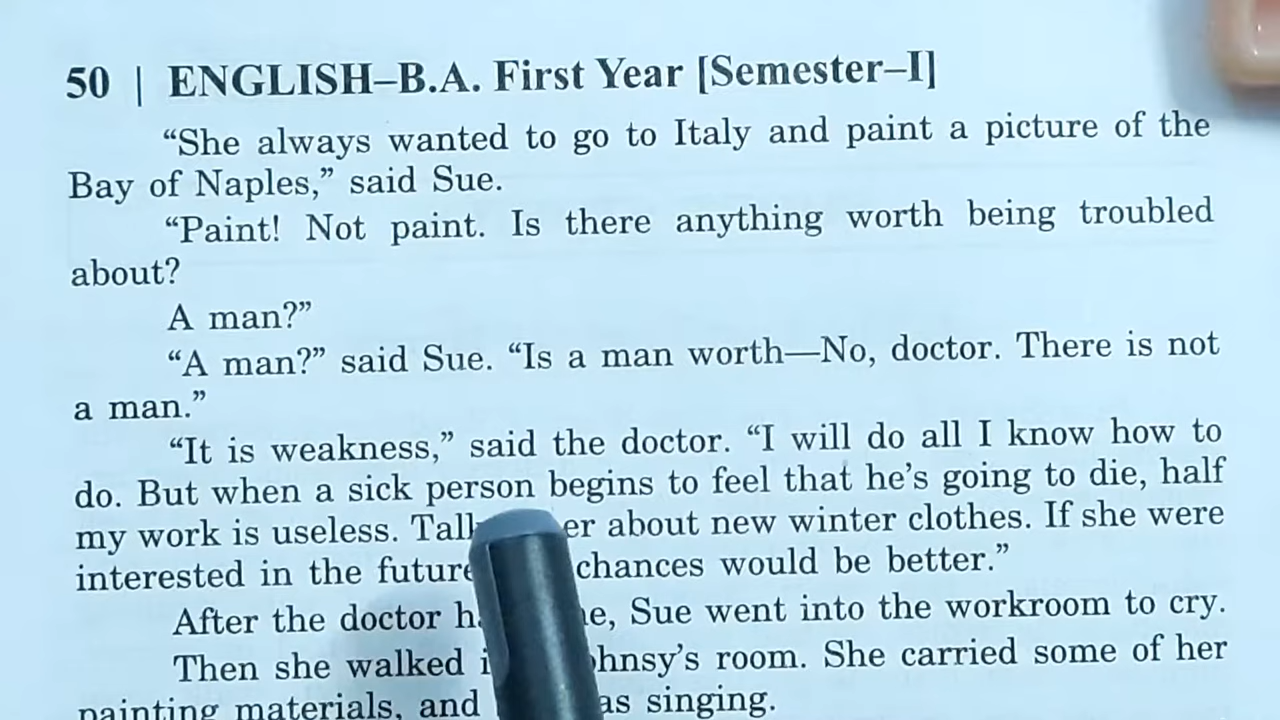 50 | ENGLISH–B.A. First Year [Semester–I]
“She always wanted to go to Italy and paint a picture of the
Bay of Naples,” said Sue.
“Paint! Not paint. Is there anything worth being troubled
about?
A man?”
“A man?” said Sue. “Is a man worth—No, doctor. There is not
a man.”
“It is weakness,” said the doctor. “I will do all I know how to
do. But when a sick person begins to feel that he’s going to die, half
my work is useless. about new winter clothes. If she were
interested in the future chances would be better.”
After the doctor Sue went into the workroom to cry.
Then she walked room. She carried some of her
painting materials, and singing.